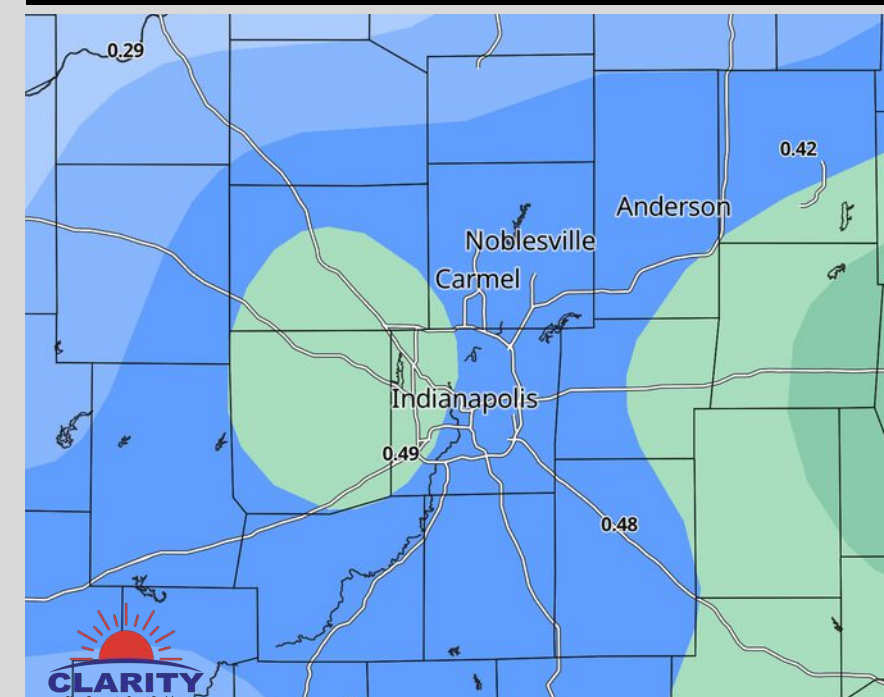 0.29
0.42
Anderson
Noblesville
Carmel
Indianapolis
0.49
0.48
CLARITY